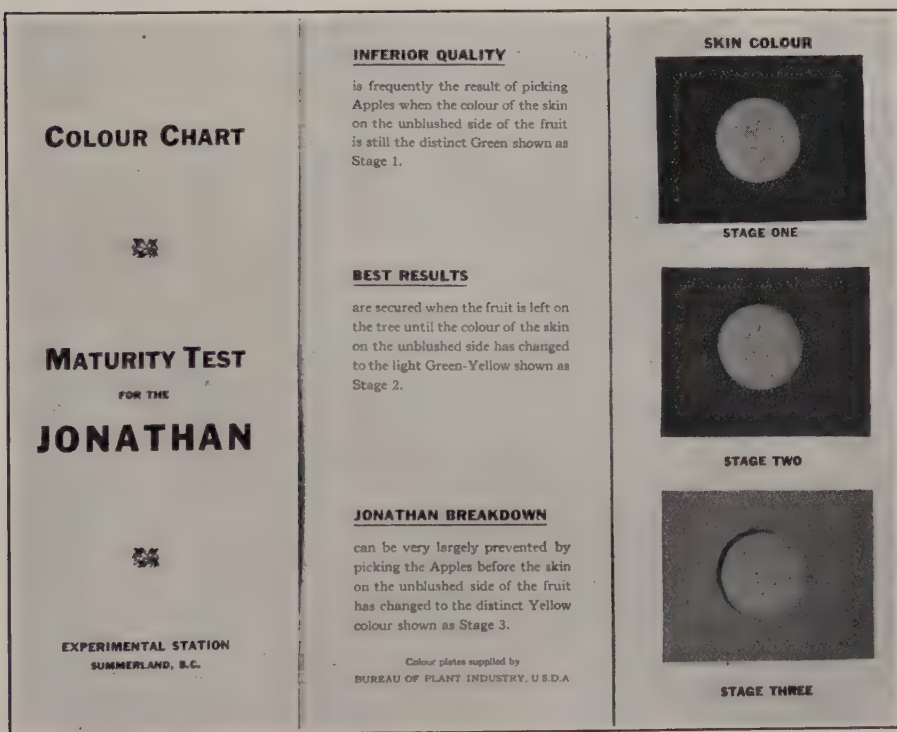 COLOUR CHART
MATURITY TEST
FOR THE
JONATHAN
EXPERIMENTAL STATION
SUMMERLAND, B.C.
INFERIOR QUALITY
is frequently the result of picking
Apples when the colour of the skin
on the unblushed side of the fruit
is still the distinct Green shown as
Stage 1.
BEST RESULTS
are secured when the fruit is left on
the tree until the colour of the skin
on the unblushed side has changed
to the light Green-Yellow shown as
Stage 2.
JONATHAN BREAKDOWN
can be very largely prevented by
picking the Apples before the skin
on the unblushed side of the fruit
has changed to the distinct Yellow
colour shown as Stage 3.
Colour plates supplied by
BUREAU OF PLANT INDUSTRY, U S.D.A
SKIN COLOUR
STAGE ONE
STAGE TWO
STAGE THREE